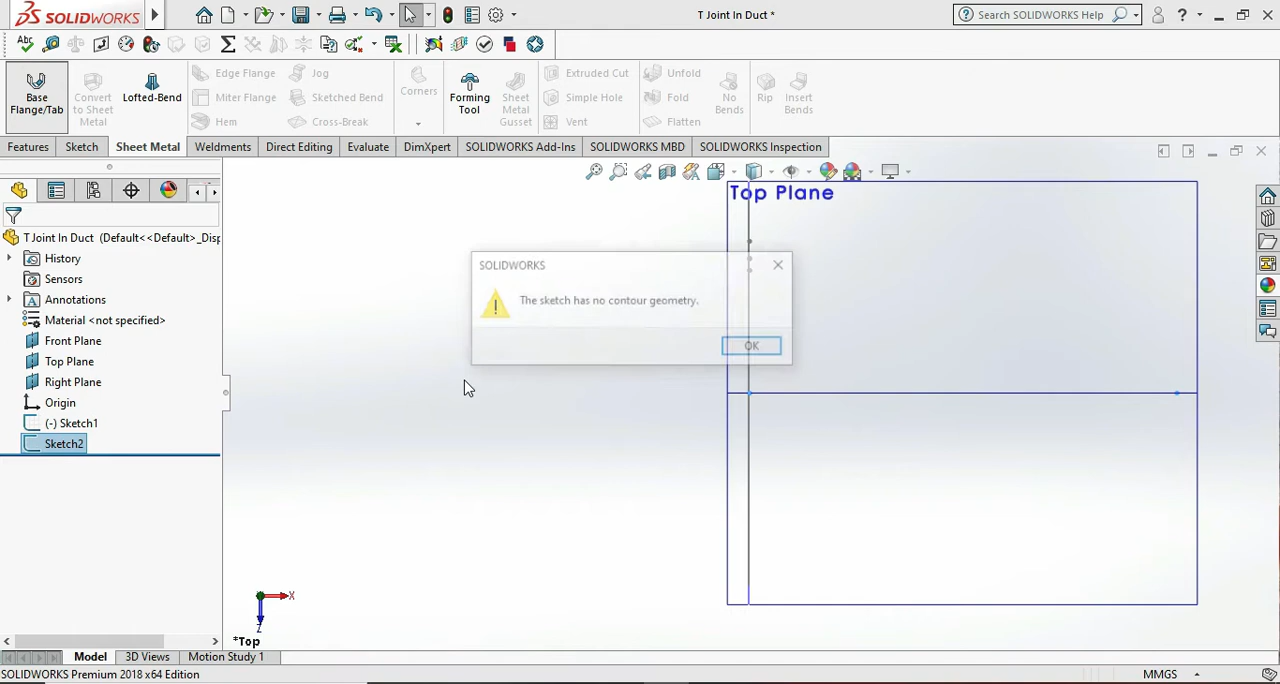 SOLIDWORKS
T Joint In Duct *
Search SOLIDWORKS Help
?
Abc
Base Flange/Tab
Convert to Sheet Metal
Lofted-Bend
Edge Flange
Miter Flange
Hem
Jog
Sketched Bend
Cross-Break
Corners
Forming Tool
Sheet Metal Gusset
Extruded Cut
Simple Hole
Vent
Unfold
Fold
Flatten
No Bends
Rip
Insert Bends
Features
Sketch
Sheet Metal
Weldments
Direct Editing
Evaluate
DimXpert
SOLIDWORKS Add-Ins
SOLIDWORKS MBD
SOLIDWORKS Inspection
T Joint In Duct (Default<<Default>_Disp
History
Sensors
Annotations
Material <not specified>
Front Plane
Top Plane
Right Plane
Origin
(-) Sketch1
Sketch2
Top Plane
SOLIDWORKS
The sketch has no contour geometry.
OK
X
Z
*Top
Model
3D Views
Motion Study 1
SOLIDWORKS Premium 2018 x64 Edition
MMGS